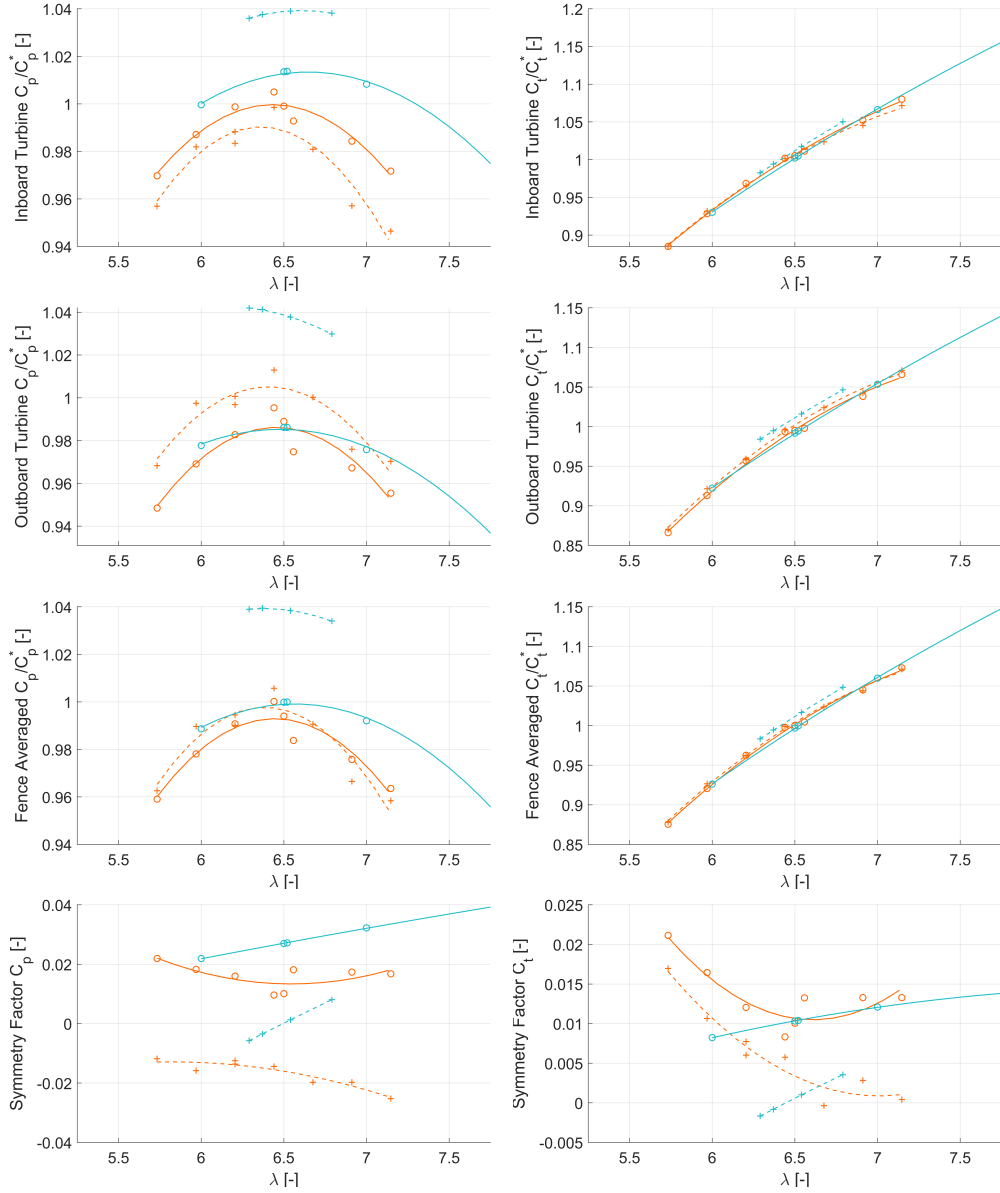 1.04
1.02
1
0.98
0.96
0.94
Inboard Turbine C_p/C_p^* [-]
5.5 6 6.5 7 7.5
λ [-]
1.2
1.15
1.1
1.05
1
0.95
0.9
Inboard Turbine C_t/C_t^* [-]
5.5 6 6.5 7 7.5
λ [-]
1.04
1.02
1
0.98
0.96
0.94
Outboard Turbine C_p/C_p^* [-]
5.5 6 6.5 7 7.5
λ [-]
1.15
1.1
1.05
1
0.95
0.9
0.85
Outboard Turbine C_t/C_t^* [-]
5.5 6 6.5 7 7.5
λ [-]
1.04
1.02
1
0.98
0.96
0.94
Fence Averaged C_p/C_p^* [-]
5.5 6 6.5 7 7.5
λ [-]
1.15
1.1
1.05
1
0.95
0.9
0.85
Fence Averaged C_t/C_t^* [-]
5.5 6 6.5 7 7.5
λ [-]
0.04
0.02
0
-0.02
-0.04
Symmetry Factor C_p [-]
5.5 6 6.5 7 7.5
λ [-]
0.025
0.02
0.015
0.01
0.005
0
-0.005
Symmetry Factor C_t [-]
5.5 6 6.5 7 7.5
λ [-]